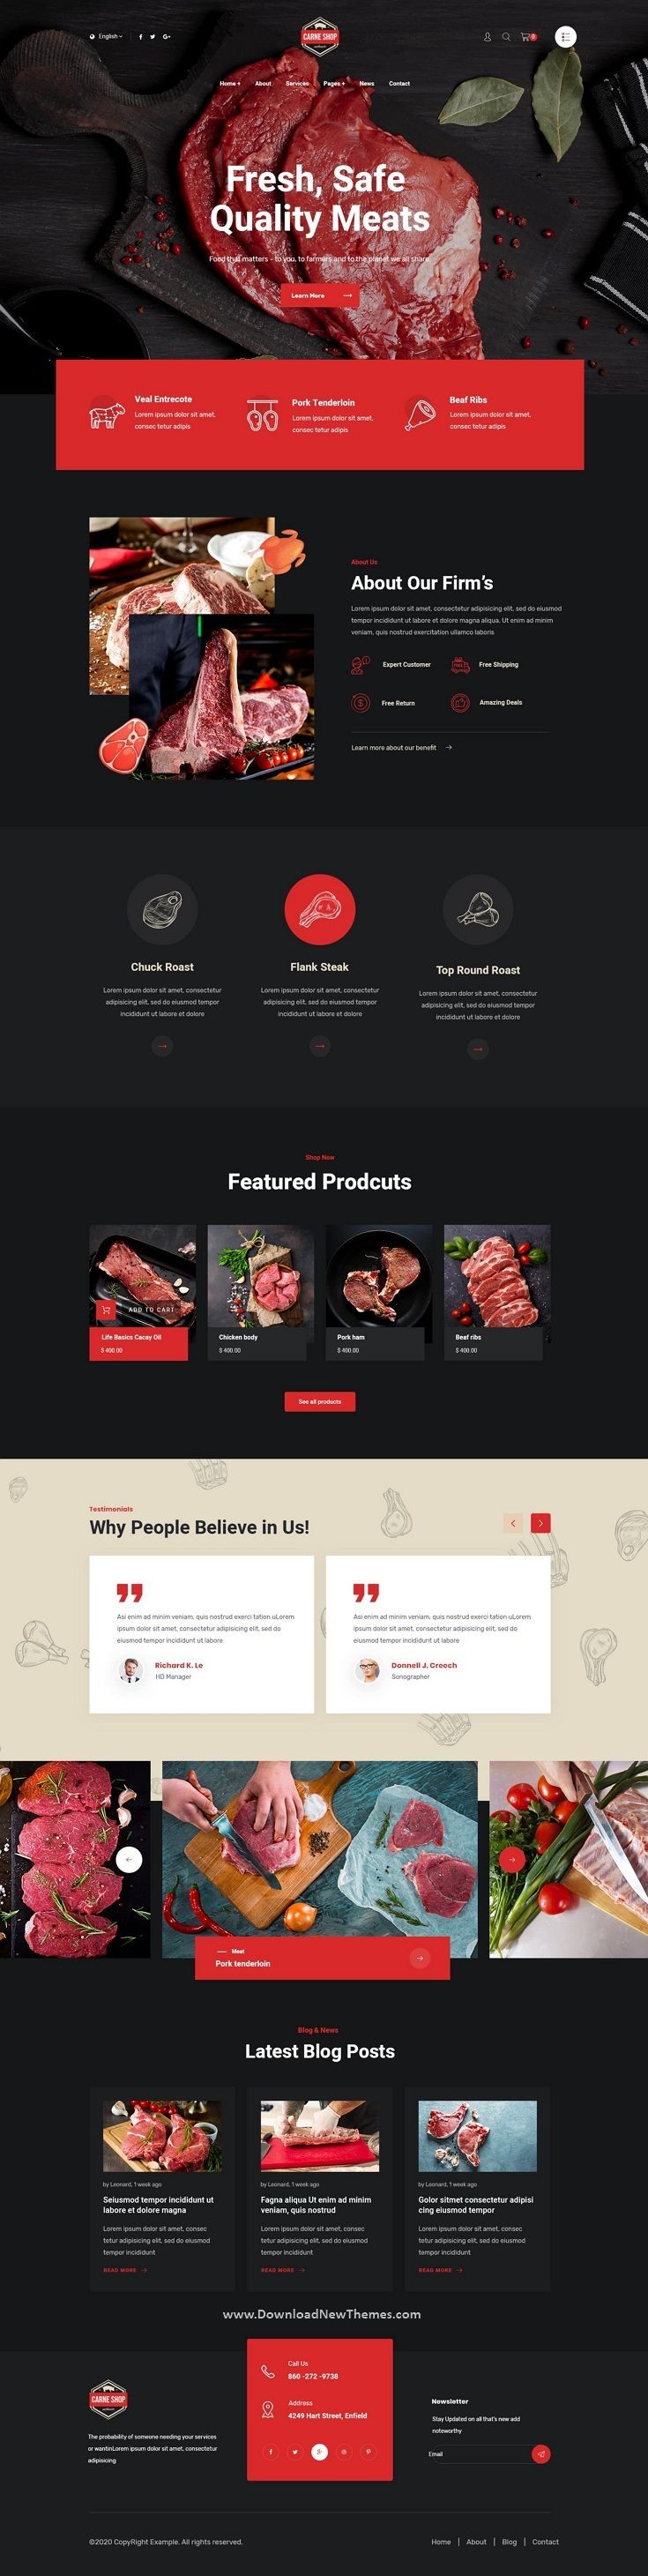 English
CARNE SHOP
0
Home +
About
Services
Pages +
News
Contact
Fresh, Safe
Quality Meats
Food that matters - to you, to farmers and to the planet we all share.
Learn More
Veal Entrecote
Lorem ipsum dolor sit amet,
consec tetur adipis
Pork Tenderloin
Lorem ipsum dolor sit amet,
consec tetur adipis
Beaf Ribs
Lorem ipsum dolor sit amet,
consec tetur adipis
About Us
About Our Firm's
Lorem ipsum dolor sit amet, consectetur adipisicing elit, sed do eiusmod
tempor incididunt ut labore et dolore magna aliqua. Ut enim ad minim
veniam, quis nostrud exercitation ullamco laboris
Expert Customer
Free Shipping
Free Return
Amazing Deals
Learn more about our benefit
Chuck Roast
Lorem ipsum dolor sit amet, consectetur
adipisicing elit, sed do eiusmod tempor
incididunt ut labore et dolore
Flank Steak
Lorem ipsum dolor sit amet, consectetur
adipisicing elit, sed do eiusmod tempor
incididunt ut labore et dolore
Top Round Roast
Lorem ipsum dolor sit amet, consectetur
adipisicing elit, sed do eiusmod tempor
incididunt ut labore et dolore
Shop Now
Featured Prodcuts
ADD TO CART
Life Basics Cacay Oil
$ 400.00
Chicken body
$ 400.00
Pork ham
$ 400.00
Beaf ribs
$ 400.00
See all products
Testimonials
Why People Believe in Us!
Asi enim ad minim veniam, quis nostrud exerci tation uLorem
ipsum dolor sit amet, consectetur adipisicing elit, sed do
eiusmod tempor incididunt ut labore
Richard K. Le
HD Manager
Asi enim ad minim veniam, quis nostrud exerci tation uLorem
ipsum dolor sit amet, consectetur adipisicing elit, sed do
eiusmod tempor incididunt ut labore
Donnell J. Creech
Sonographer
Meat
Pork tenderloin
Blog & News
Latest Blog Posts
by Leonard, 1 week ago
Seiusmod tempor incididunt ut
labore et dolore magna
Lorem ipsum dolor sit amet, consec
tetur adipisicing elit, sed do eiusmod
tempor incididunt
READ MORE
by Leonard, 1 week ago
Fagna aliqua Ut enim ad minim
veniam, quis nostrud
Lorem ipsum dolor sit amet, consec
tetur adipisicing elit, sed do eiusmod
tempor incididunt
READ MORE
by Leonard, 1 week ago
Golor sitmet consectetur adipisi
cing eiusmod tempor
Lorem ipsum dolor sit amet, consec
tetur adipisicing elit, sed do eiusmod
tempor incididunt
READ MORE
www.DownloadNewThemes.com
CARNE SHOP
The probability of someone needing your services
or wantinLorem ipsum dolor sit amet, consectetur
adipisicing
Call Us
860 -272 -9738
Address
4249 Hart Street, Enfield
Newsletter
Stay Updated on all that's new add
noteworthy
Email
©2020 CopyRight Example. All rights reserved.
Home | About | Blog | Contact